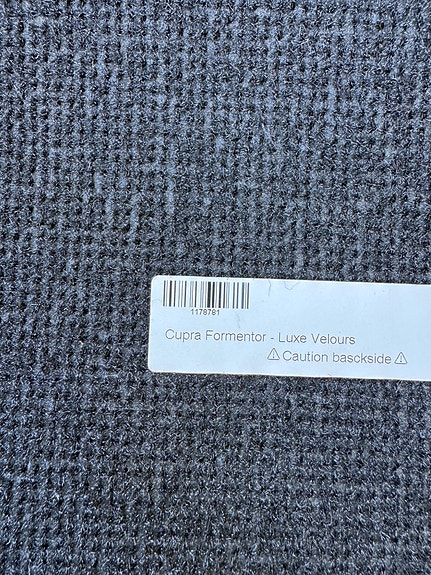 1178781
Cupra Formentor - Luxe Velours
⚠ Caution basckside ⚠